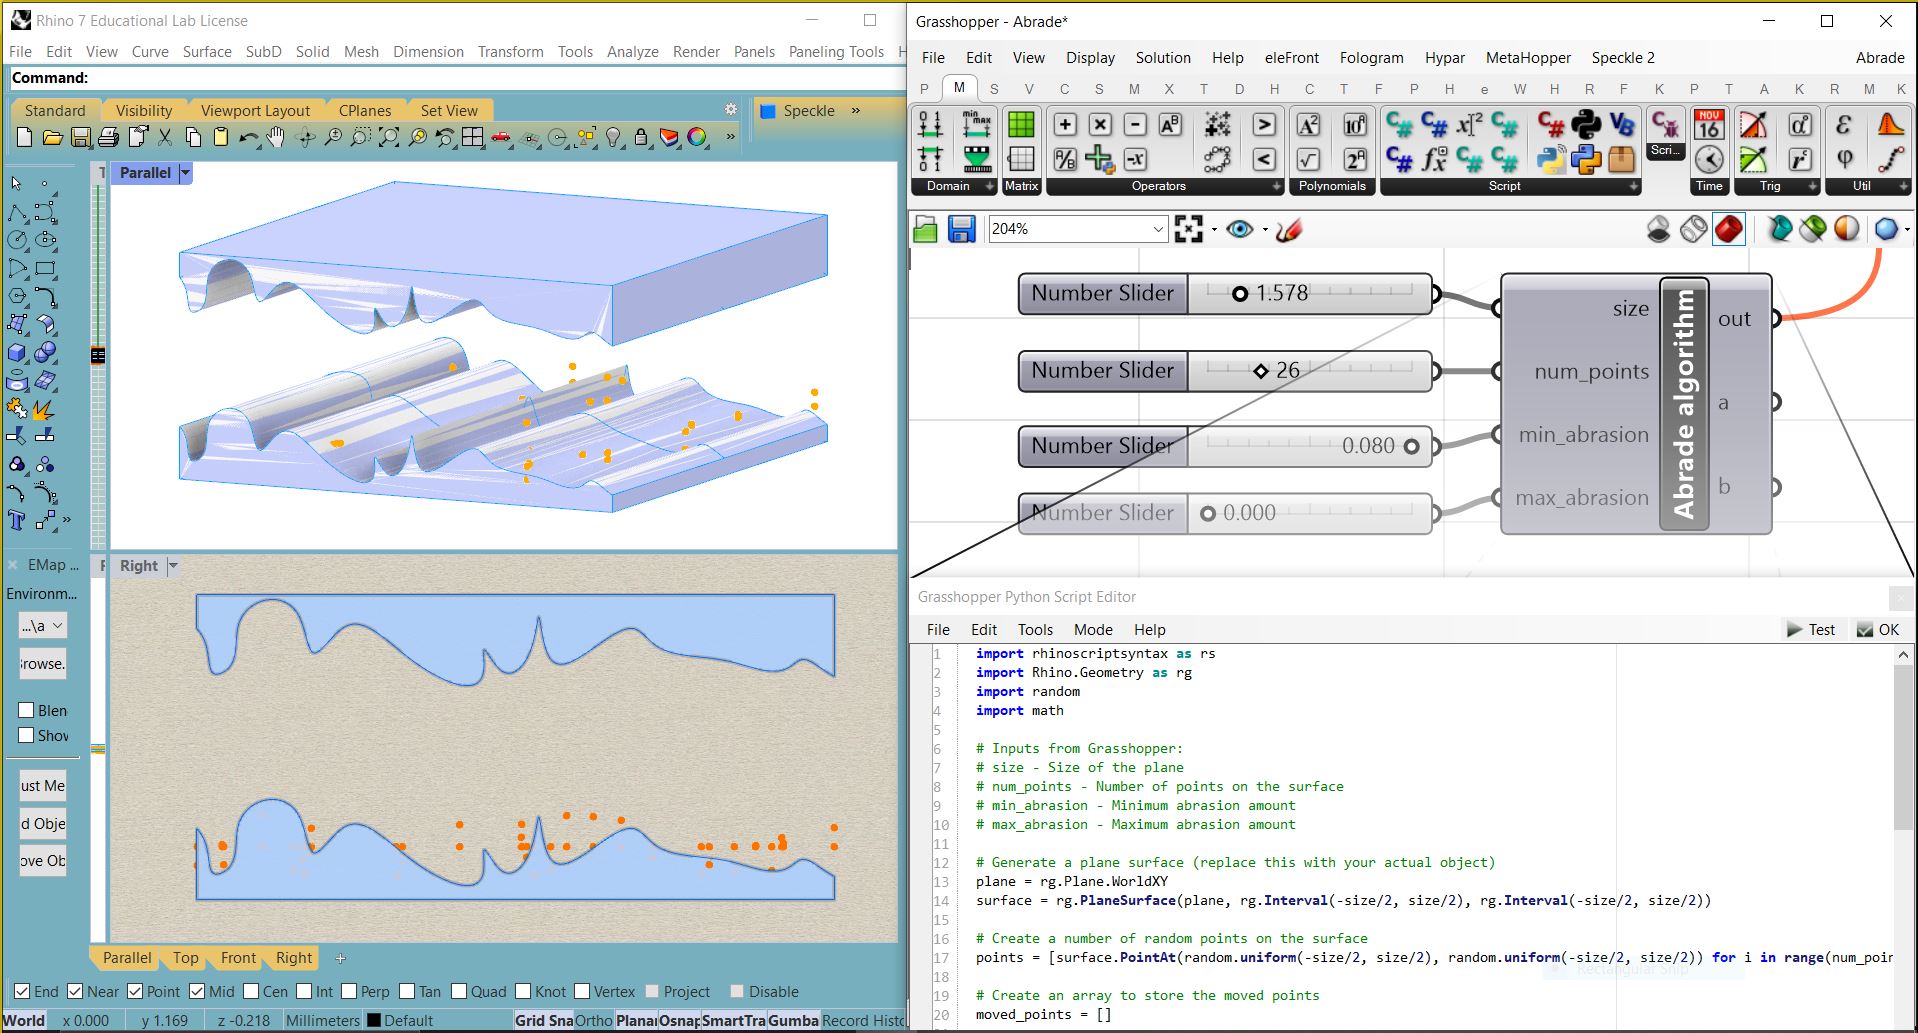 Rhino 7 Educational Lab License
File Edit View Curve Surface SubD Solid Mesh Dimension Transform Tools Analyze Render Panels Paneling Tools H
Command:
Standard Visibility Viewport Layout CPlanes Set View
Speckle »
Parallel
EMap ...
Environm...
...\a
Browse.
Blen
Show
ust Me
d Obje
ove Ob
Right
Parallel Top Front Right
End Near Point Mid Cen Int Perp Tan Quad Knot Vertex Project Disable
World x 0.000 y 1.169 z -0.218 Millimeters Default Grid Sna Ortho Planar Osnap SmartTra Gumba Record Histo
Grasshopper - Abrade*
File Edit View Display Solution Help eleFront Fologram Hypar MetaHopper Speckle 2 Abrade
P M S V C S M X T D H C T F P H e W H R F K P T A K R M K
Domain Matrix Operators Polynomials Script Scri... Time Trig Util
NOV
16
204%
Number Slider 1.578
Number Slider 26
Number Slider 0.080
Number Slider 0.000
size
num_points
min_abrasion
max_abrasion
Abrade algorithm
out
a
b
Grasshopper Python Script Editor
File Edit Tools Mode Help Test OK
1 import rhinoscriptsyntax as rs
2 import Rhino.Geometry as rg
3 import random
4 import math
5
6 # Inputs from Grasshopper:
7 # size - Size of the plane
8 # num_points - Number of points on the surface
9 # min_abrasion - Minimum abrasion amount
10 # max_abrasion - Maximum abrasion amount
11
12 # Generate a plane surface (replace this with your actual object)
13 plane = rg.Plane.WorldXY
14 surface = rg.PlaneSurface(plane, rg.Interval(-size/2, size/2), rg.Interval(-size/2, size/2))
15
16 # Create a number of random points on the surface
17 points = [surface.PointAt(random.uniform(-size/2, size/2), random.uniform(-size/2, size/2)) for i in range(num_poin
Rectangular Snip
18
19 # Create an array to store the moved points
20 moved_points = []